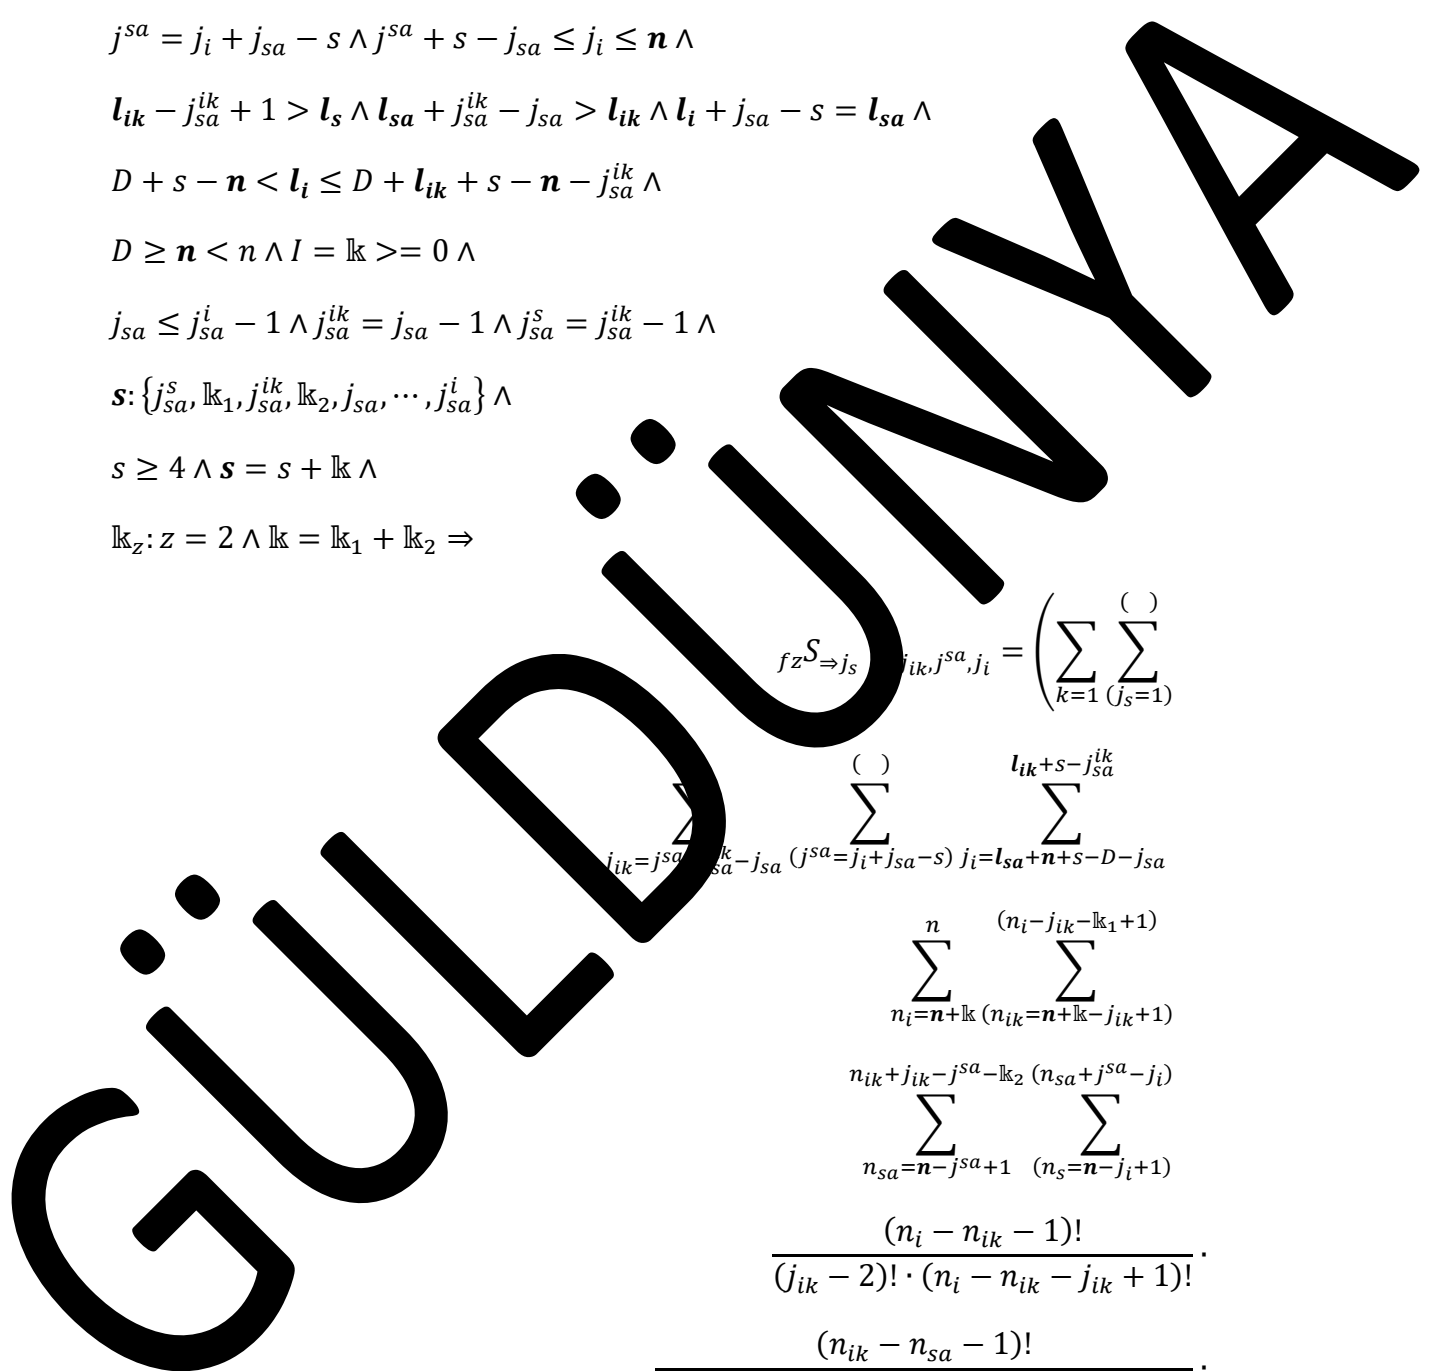 j^{sa} = j_i + j_{sa} − s ∧ j^{sa} + s − j_{sa} ≤ j_i ≤ n ∧
l_{ik} − j_{sa}^{ik} + 1 > l_s ∧ l_{sa} + j_{sa}^{ik} − j_{sa} > l_{ik} ∧ l_i + j_{sa} − s = l_{sa} ∧
D + s − n < l_i ≤ D + l_{ik} + s − n − j_{sa}^{ik} ∧
D ≥ n < n ∧ I = 𝕜 >= 0 ∧
j_{sa} ≤ j_{sa}^{i} − 1 ∧ j_{sa}^{ik} = j_{sa} − 1 ∧ j_{sa}^{s} = j_{sa}^{ik} − 1 ∧
s: {j_{sa}^{s}, 𝕜_1, j_{sa}^{ik}, 𝕜_2, j_{sa}, ⋯, j_{sa}^{i}} ∧
s ≥ 4 ∧ s = s + 𝕜 ∧
𝕜_z: z = 2 ∧ 𝕜 = 𝕜_1 + 𝕜_2 ⇒
_{fz}S_{⇒j_s j_{ik},j^{sa},j_i} = ( ∑_{k=1} ∑_{(j_s=1)}^{( )}
∑_{j_{ik}=j^{sa} −j_{sa}} ∑_{(j^{sa}=j_i+j_{sa}−s)}^{( )} ∑_{j_i=l_{sa}+n+s−D−j_{sa}}^{l_{ik}+s−j_{sa}^{ik}}
∑_{n_i=n+𝕜}^{n} ∑_{(n_{ik}=n+𝕜−j_{ik}+1)}^{(n_i−j_{ik}−𝕜_1+1)}
∑_{n_{sa}=n−j^{sa}+1}^{n_{ik}+j_{ik}−j^{sa}−𝕜_2} ∑_{(n_s=n−j_i+1)}^{(n_{sa}+j^{sa}−j_i)}
(n_i − n_{ik} − 1)!
(j_{ik} − 2)! · (n_i − n_{ik} − j_{ik} + 1)! ·
(n_{ik} − n_{sa} − 1)! ·
GÜLDÜNYA